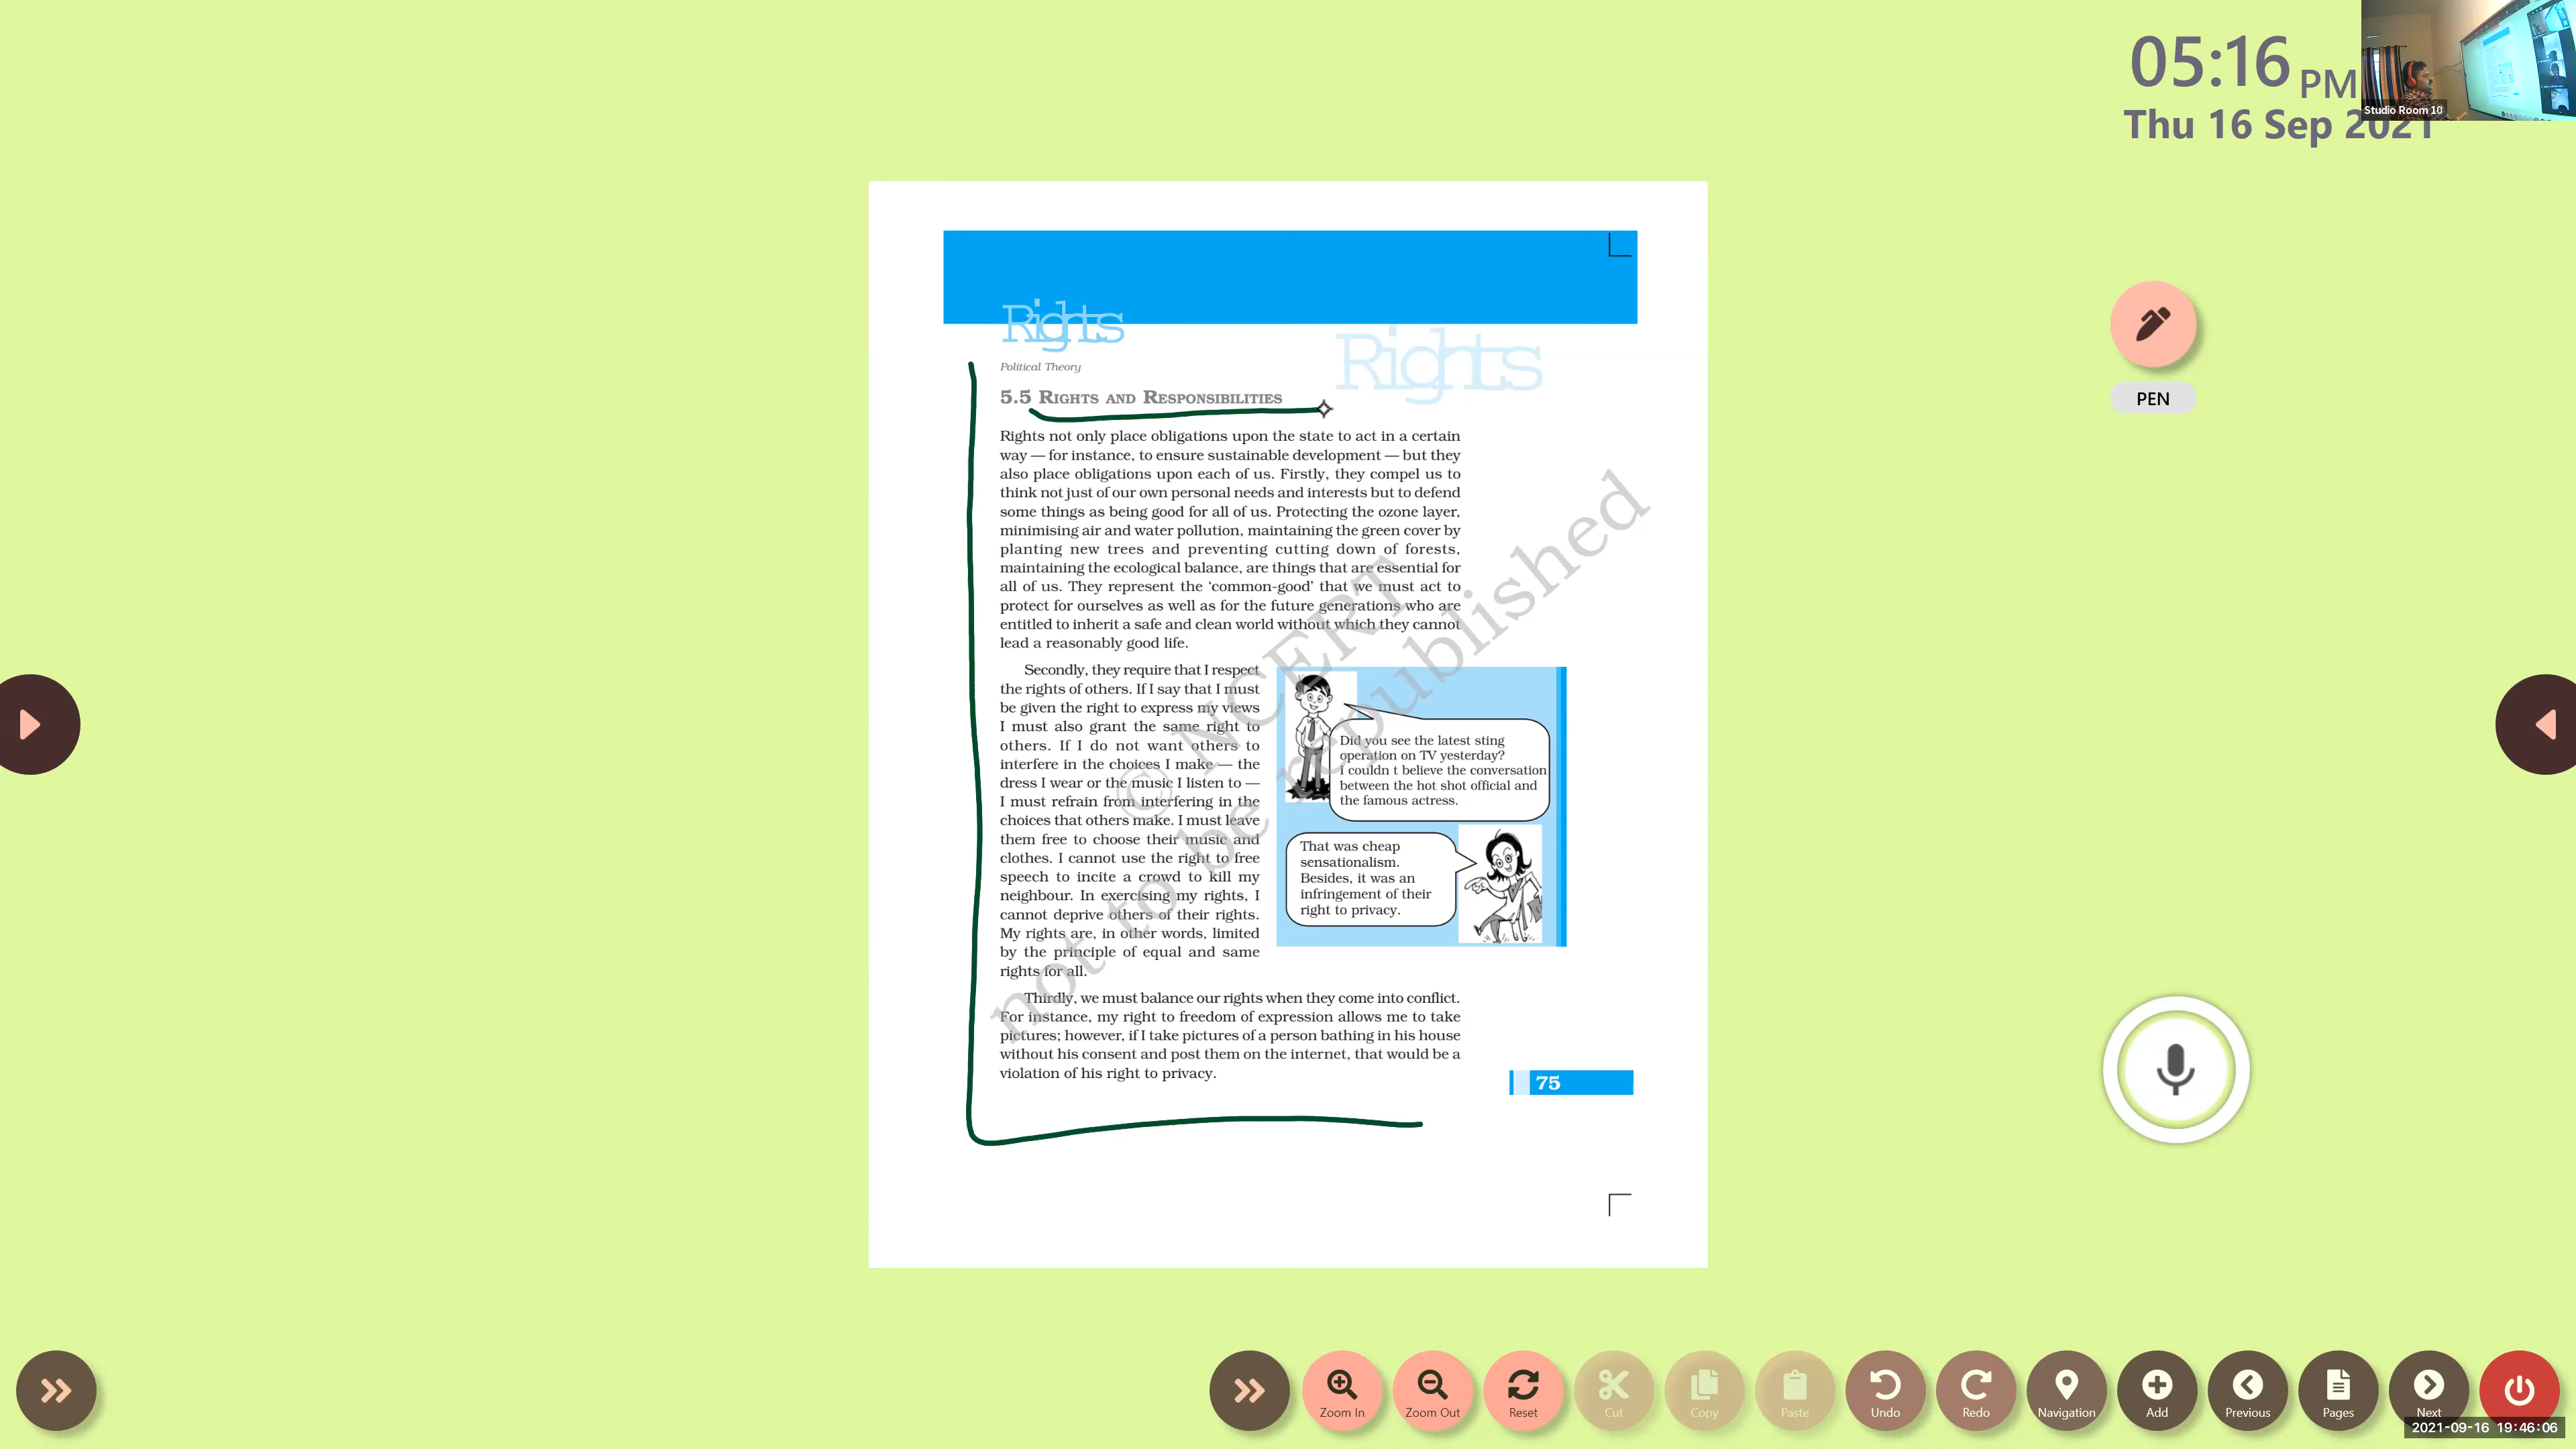 05:16 PM
Thu 16 Sep 2021
Studio Room 10
Rights
Rights
Political Theory
5.5 Rights and Responsibilities
Rights not only place obligations upon the state to act in a certain
way — for instance, to ensure sustainable development — but they
also place obligations upon each of us. Firstly, they compel us to
think not just of our own personal needs and interests but to defend
some things as being good for all of us. Protecting the ozone layer,
minimising air and water pollution, maintaining the green cover by
planting new trees and preventing cutting down of forests,
maintaining the ecological balance, are things that are essential for
all of us. They represent the ‘common-good’ that we must act to
protect for ourselves as well as for the future generations who are
entitled to inherit a safe and clean world without which they cannot
lead a reasonably good life.
Secondly, they require that I respect
the rights of others. If I say that I must
be given the right to express my views
I must also grant the same right to
others. If I do not want others to
interfere in the choices I make — the
dress I wear or the music I listen to —
I must refrain from interfering in the
choices that others make. I must leave
them free to choose their music and
clothes. I cannot use the right to free
speech to incite a crowd to kill my
neighbour. In exercising my rights, I
cannot deprive others of their rights.
My rights are, in other words, limited
by the principle of equal and same
rights for all.
Did you see the latest sting
operation on TV yesterday?
I couldn t believe the conversation
between the hot shot official and
the famous actress.
That was cheap
sensationalism.
Besides, it was an
infringement of their
right to privacy.
Thirdly, we must balance our rights when they come into conflict.
For instance, my right to freedom of expression allows me to take
pictures; however, if I take pictures of a person bathing in his house
without his consent and post them on the internet, that would be a
violation of his right to privacy.
75
© NCERT
not to be republished
PEN
Zoom In
Zoom Out
Reset
Cut
Copy
Paste
Undo
Redo
Navigation
Add
Previous
Pages
Next
2021-09-16 19:46:06